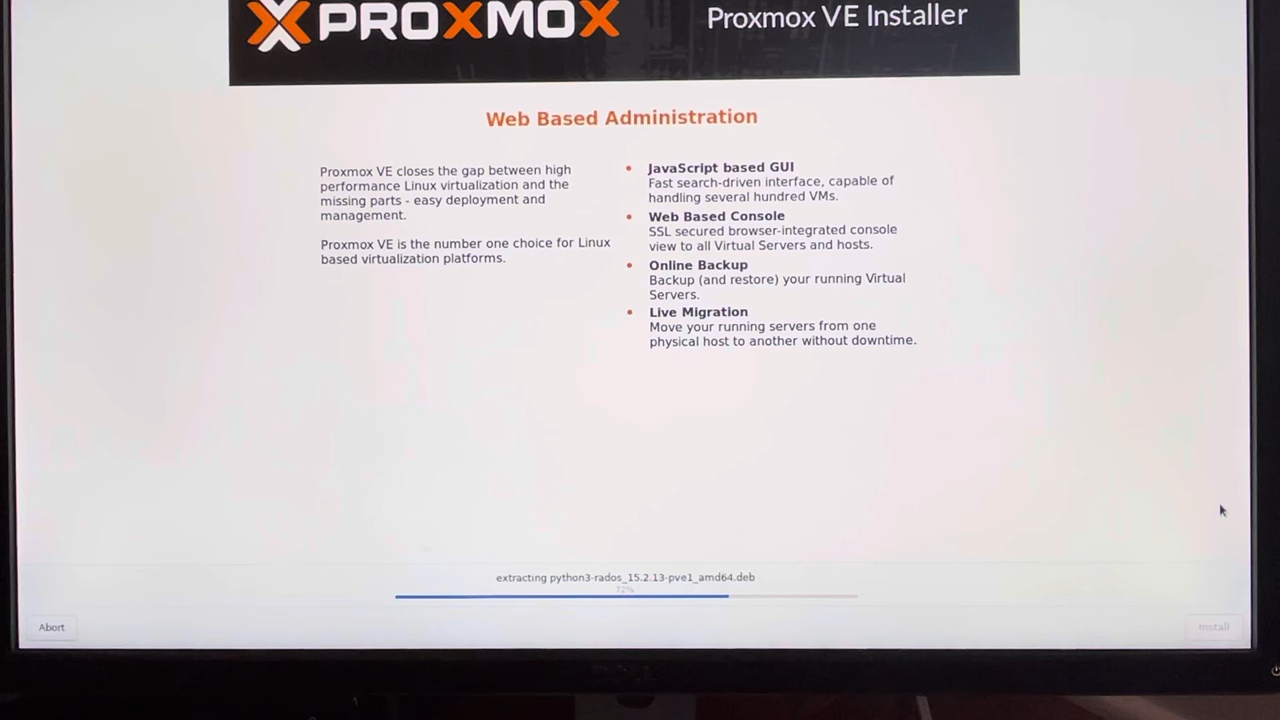 PROXMOX
Proxmox VE Installer
Web Based Administration
Proxmox VE closes the gap between high
performance Linux virtualization and the
missing parts - easy deployment and
management.
Proxmox VE is the number one choice for Linux
based virtualization platforms.
JavaScript based GUI
Fast search-driven interface, capable of
handling several hundred VMs.
Web Based Console
SSL secured browser-integrated console
view to all Virtual Servers and hosts.
Online Backup
Backup (and restore) your running Virtual
Servers.
Live Migration
Move your running servers from one
physical host to another without downtime.
extracting python3-rados_15.2.13-pve1_amd64.deb
72%
Abort
Install